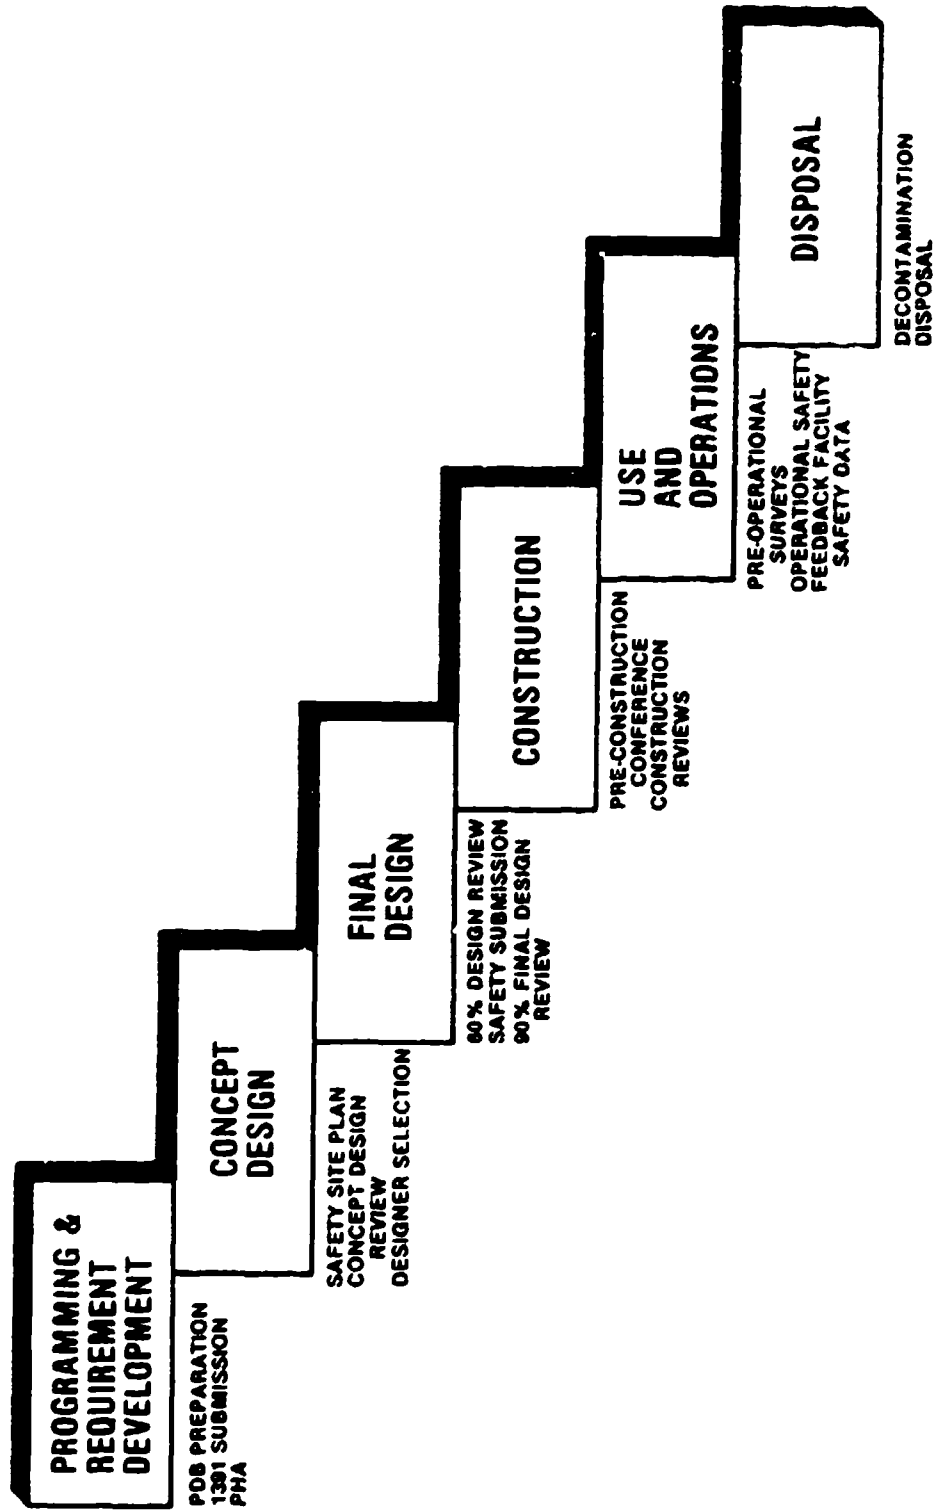 PROGRAMMING &
REQUIREMENT
DEVELOPMENT
PDB PREPARATION
1391 SUBMISSION
PHA
CONCEPT
DESIGN
SAFETY SITE PLAN
CONCEPT DESIGN
REVIEW
DESIGNER SELECTION
FINAL
DESIGN
60% DESIGN REVIEW
SAFETY SUBMISSION
90% FINAL DESIGN
REVIEW
CONSTRUCTION
PRE-CONSTRUCTION
CONFERENCE
CONSTRUCTION
REVIEWS
USE
AND
OPERATIONS
PRE-OPERATIONAL
SURVEYS
OPERATIONAL SAFETY
FEEDBACK FACILITY
SAFETY DATA
DISPOSAL
DECONTAMINATION
DISPOSAL